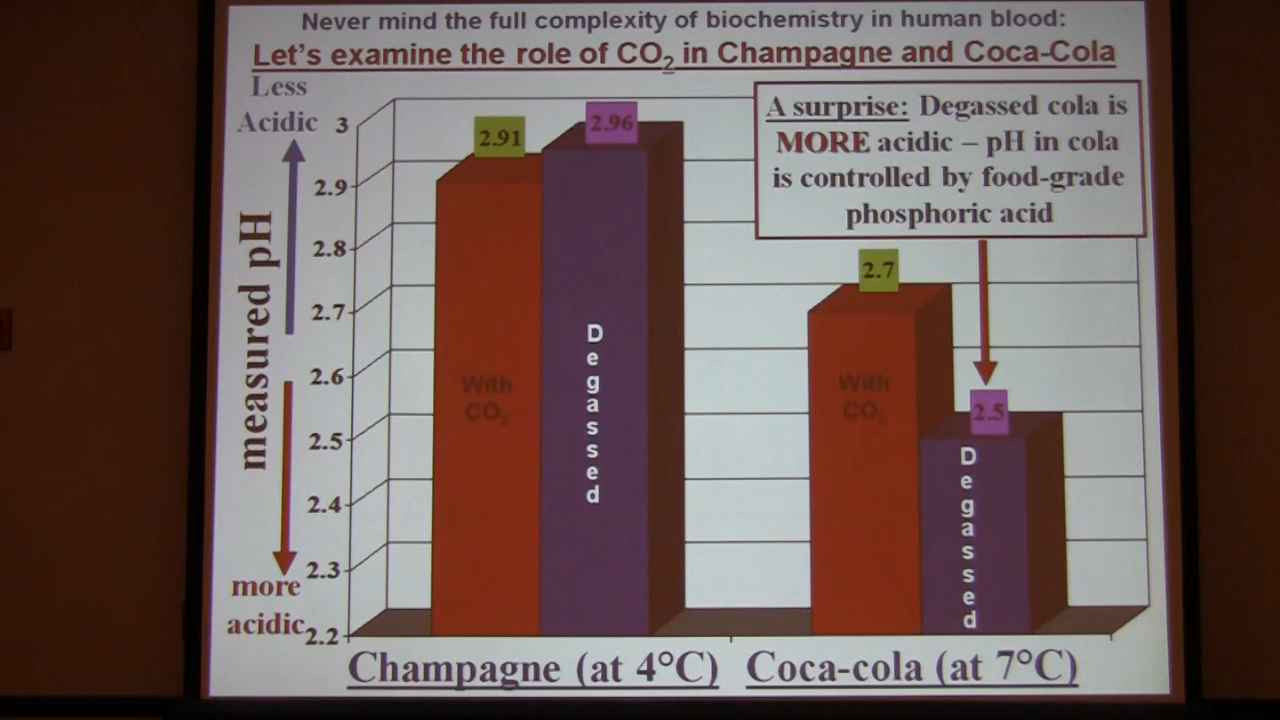 Never mind the full complexity of biochemistry in human blood:
Let's examine the role of CO₂ in Champagne and Coca-Cola
Less
Acidic
measured pH
more
acidic
3
2.9
2.8
2.7
2.6
2.5
2.4
2.3
2.2
2.91
2.96
With
CO₂
Degassed
A surprise: Degassed cola is
MORE acidic – pH in cola
is controlled by food-grade
phosphoric acid
2.7
2.5
With
CO₂
Degassed
Champagne (at 4°C)
Coca-cola (at 7°C)